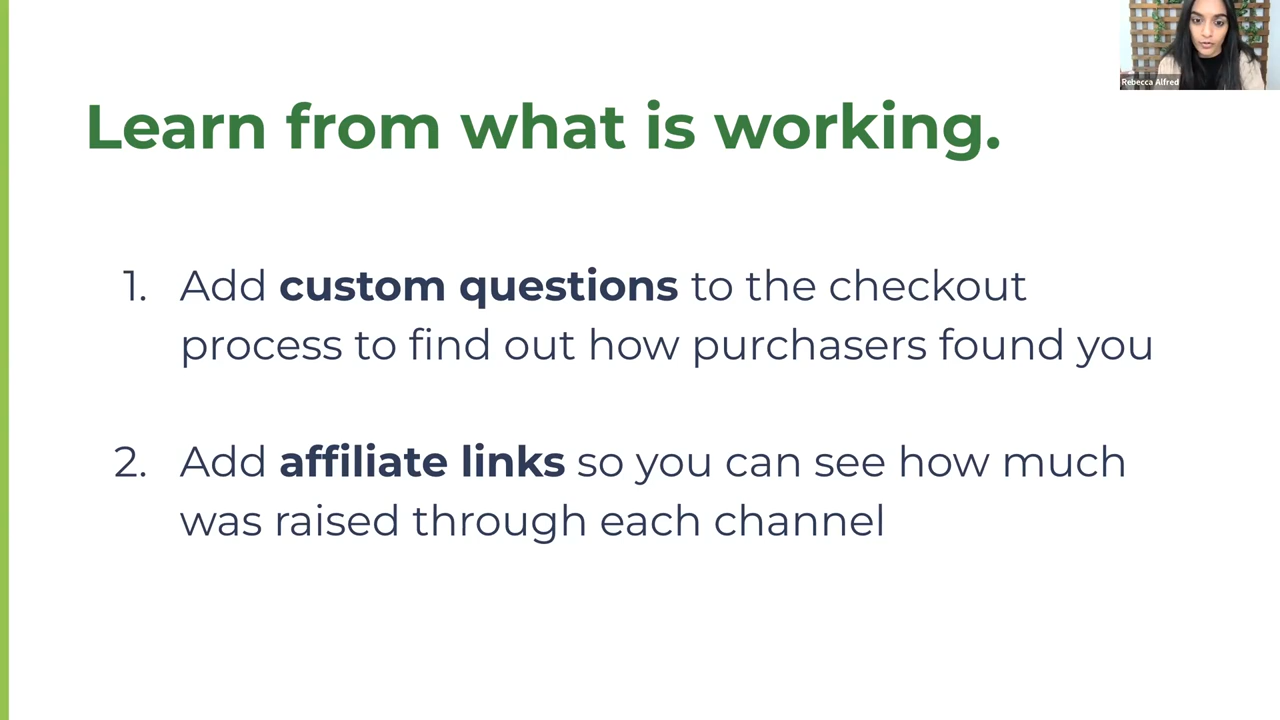 Rebecca Alfred
Learn from what is working.
1. Add custom questions to the checkout
process to find out how purchasers found you
2. Add affiliate links so you can see how much
was raised through each channel